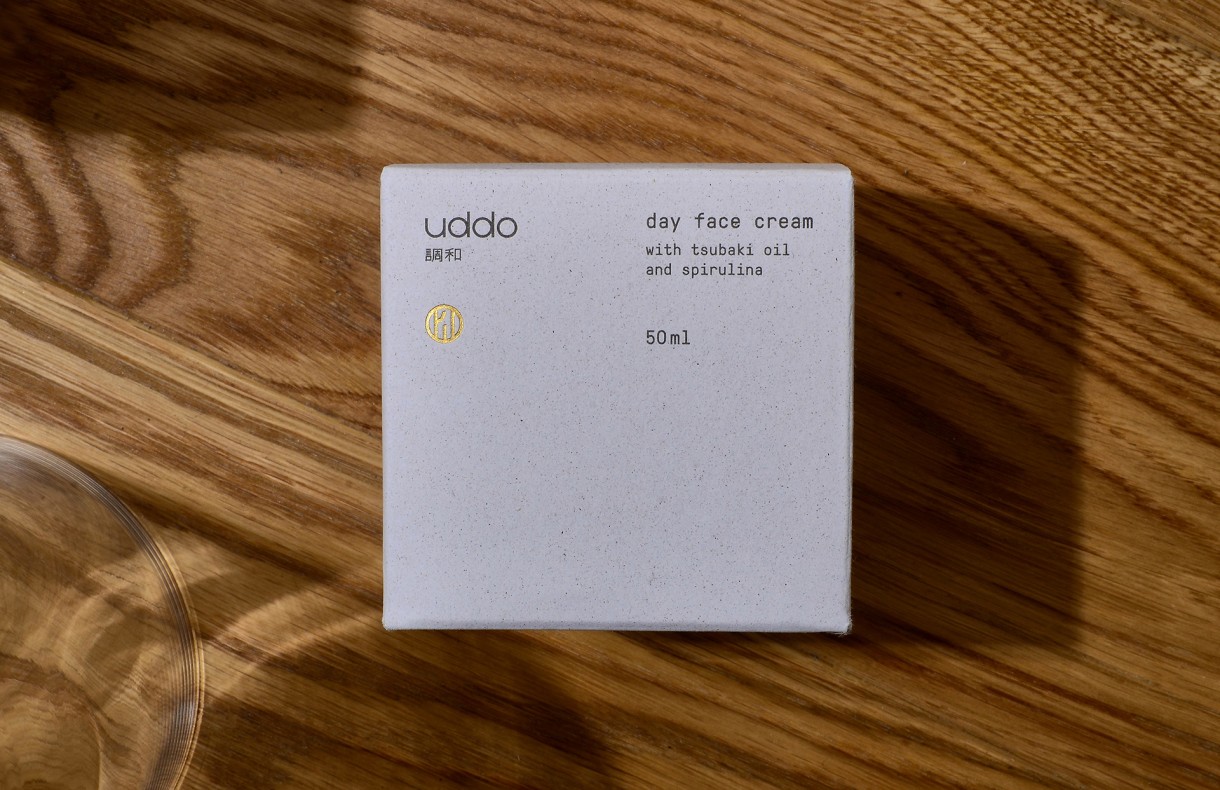 uddo
調和
day face cream
with tsubaki oil
and spirulina
50ml